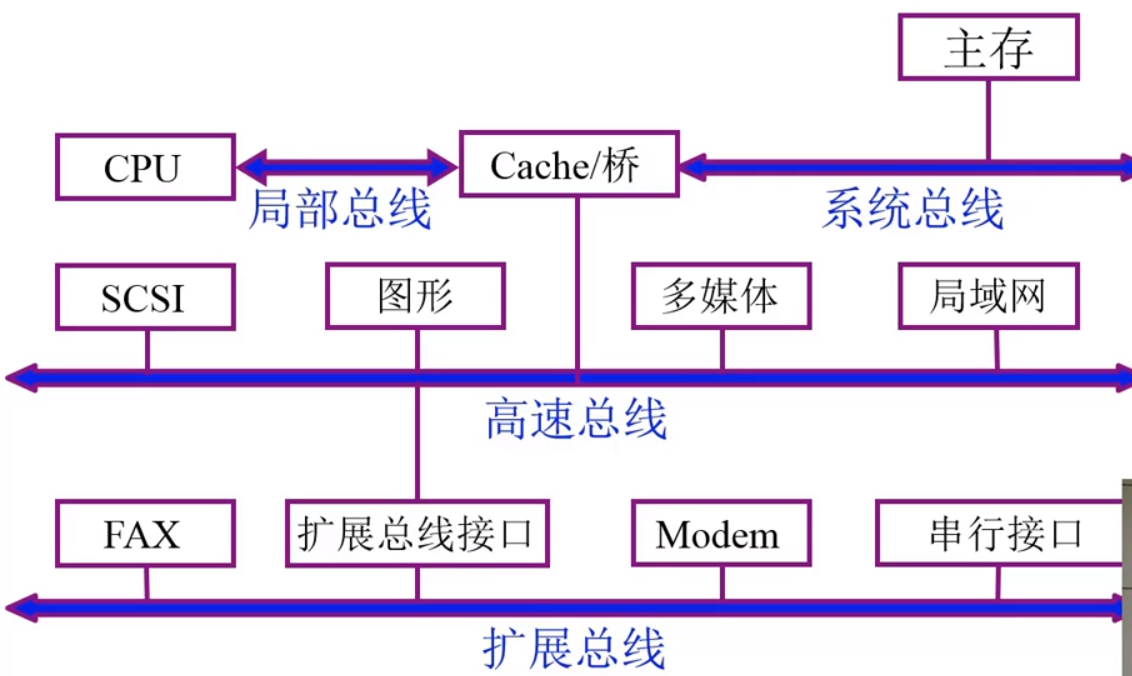 主存
CPU
Cache/桥
局部总线
系统总线
SCSI
图形
多媒体
局域网
高速总线
FAX
扩展总线接口
Modem
串行接口
扩展总线